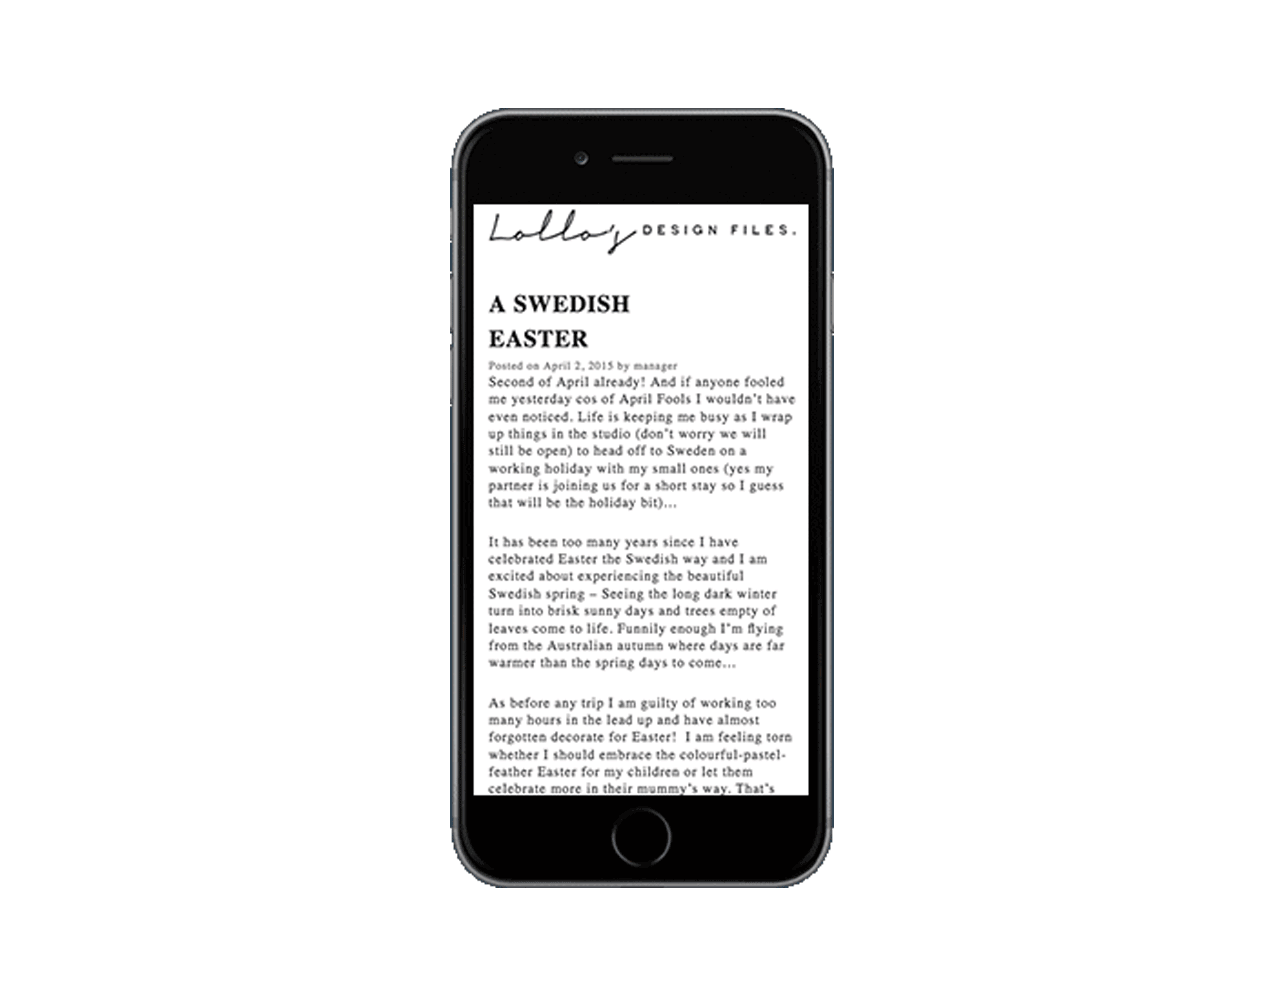 Lollo's DESIGN FILES.
A SWEDISH
EASTER
Posted on April 2, 2015 by manager
Second of April already! And if anyone fooled
me yesterday cos of April Fools I wouldn't have
even noticed. Life is keeping me busy as I wrap
up things in the studio (don't worry we will
still be open) to head off to Sweden on a
working holiday with my small ones (yes my
partner is joining us for a short stay so I guess
that will be the holiday bit)...
It has been too many years since I have
celebrated Easter the Swedish way and I am
excited about experiencing the beautiful
Swedish spring – Seeing the long dark winter
turn into brisk sunny days and trees empty of
leaves come to life. Funnily enough I'm flying
from the Australian autumn where days are far
warmer than the spring days to come...
As before any trip I am guilty of working too
many hours in the lead up and have almost
forgotten decorate for Easter!  I am feeling torn
whether I should embrace the colourful-pastel-
feather Easter for my children or let them
celebrate more in their mummy's way. That's